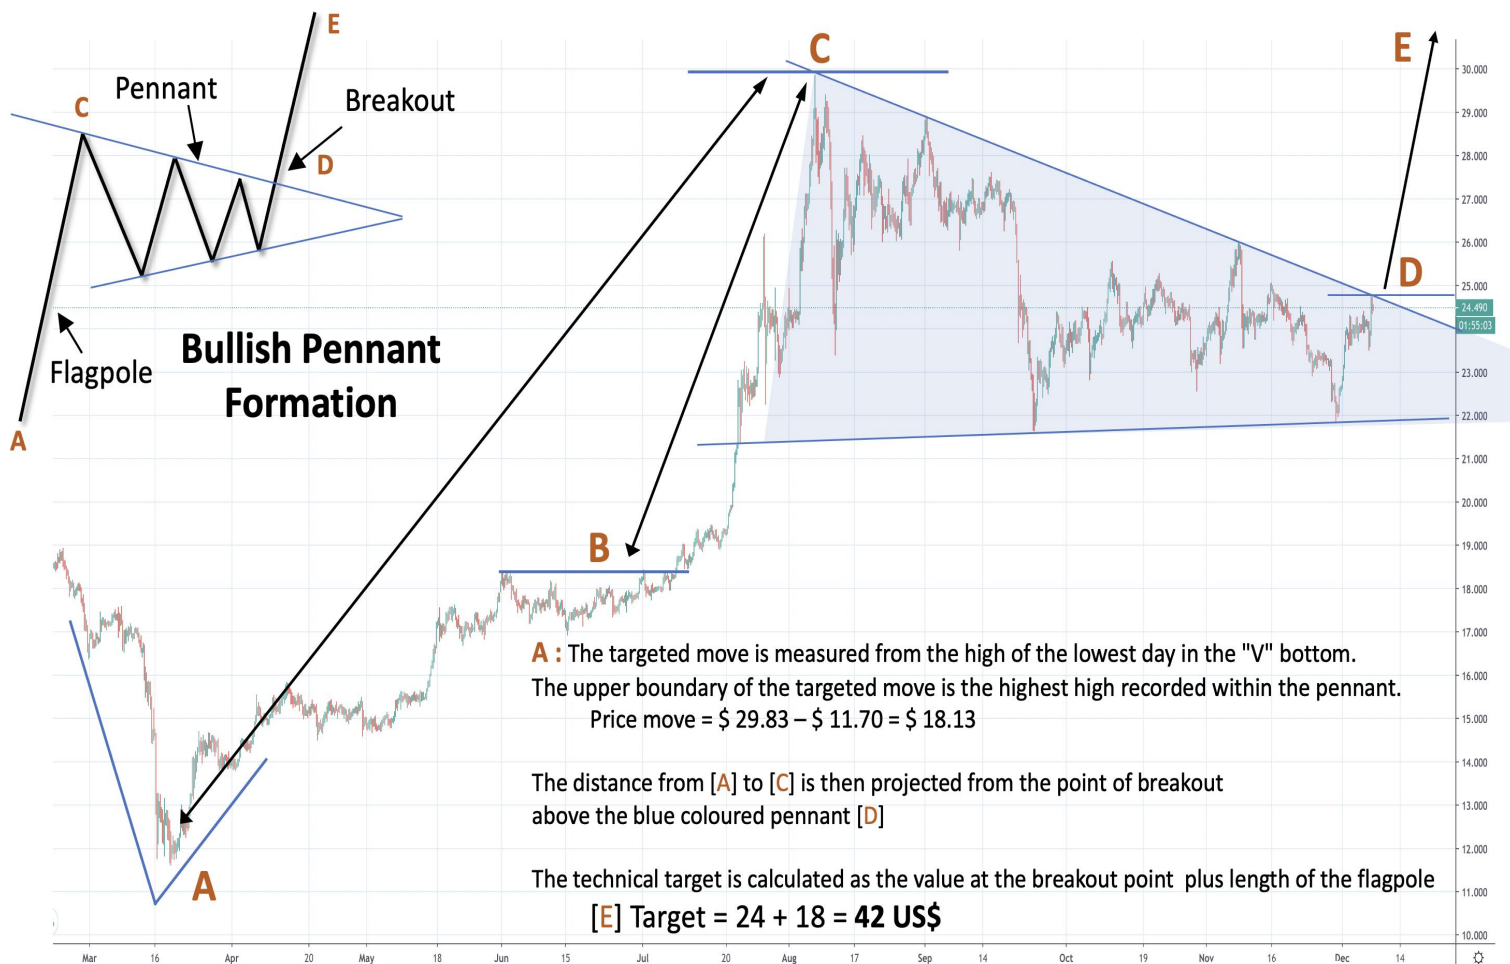 E
Pennant
C
Breakout
D
Flagpole
A
Bullish Pennant
Formation
C
E
D
B
A
A : The targeted move is measured from the high of the lowest day in the "V" bottom.
The upper boundary of the targeted move is the highest high recorded within the pennant.
Price move = $ 29.83 – $ 11.70 = $ 18.13
The distance from [A] to [C] is then projected from the point of breakout
above the blue coloured pennant [D]
The technical target is calculated as the value at the breakout point plus length of the flagpole
[E] Target = 24 + 18 = 42 US$
30.000
29.000
28.000
27.000
26.000
25.000
24.490
01:55:03
23.000
22.000
21.000
20.000
19.000
18.000
17.000
16.000
15.000
14.000
13.000
12.000
11.000
10.000
Mar 16 Apr 20 May 18 Jun 15 Jul 20 Aug 17 Sep 14 Oct 16 Nov 16 Dec 14